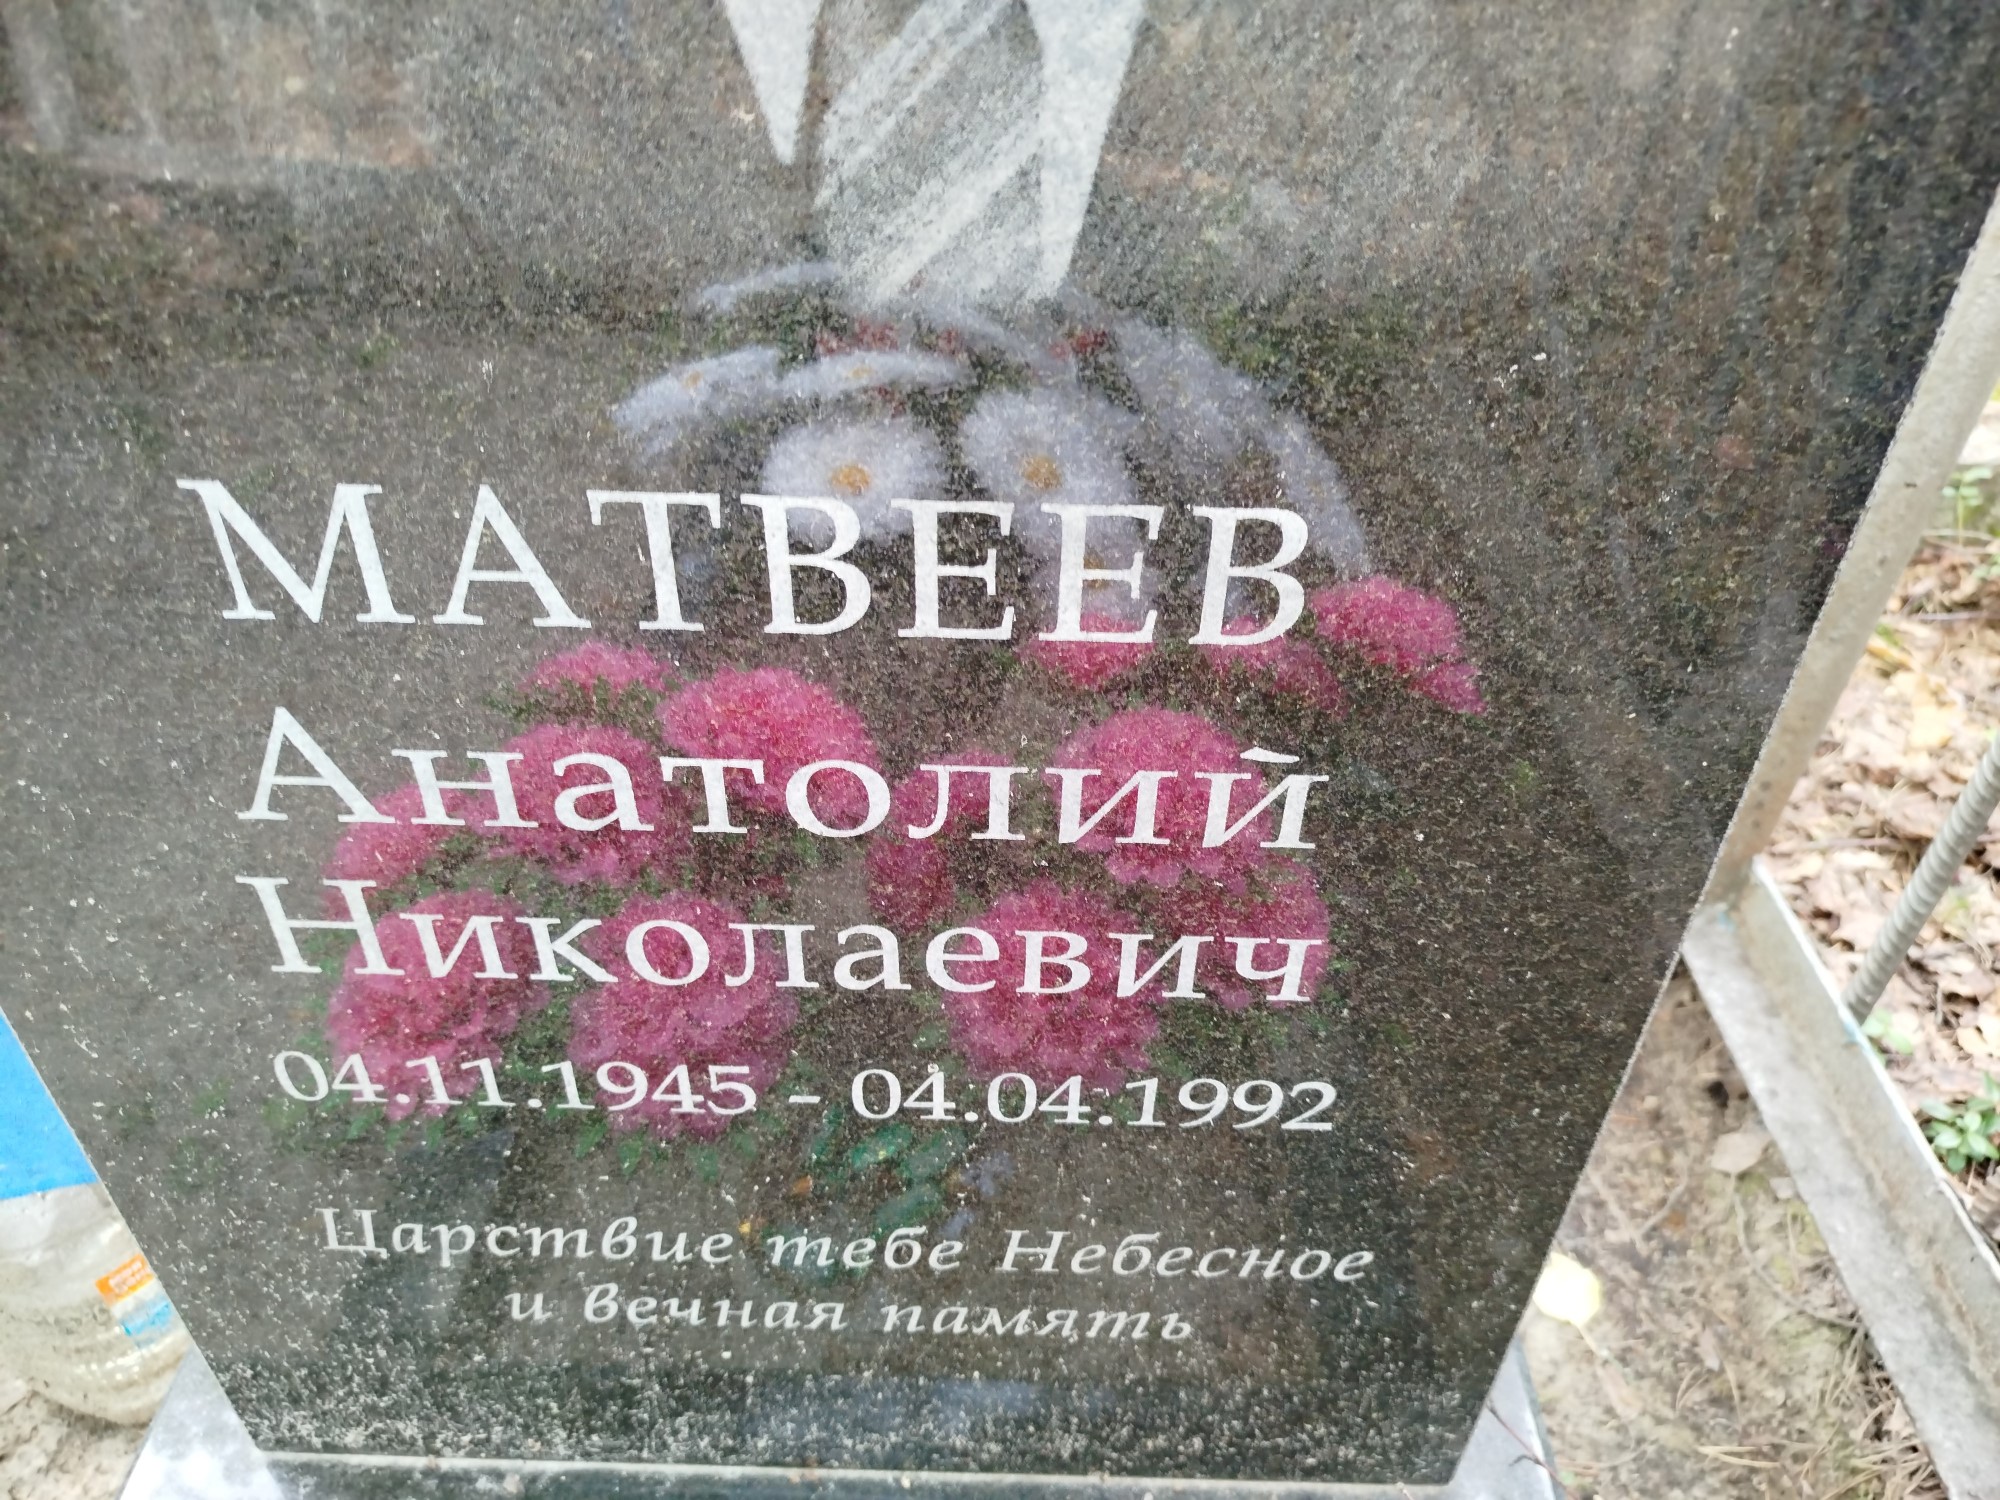 МАТВЕЕВ
Анатолий
Николаевич
04.11.1945 - 04.04.1992
Царствие тебе Небесное
и вечная память